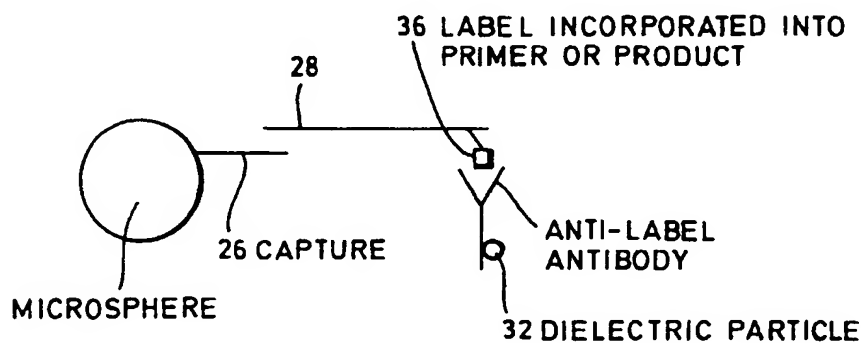 36 LABEL INCORPORATED INTO
PRIMER OR PRODUCT
28
26 CAPTURE
ANTI-LABEL
ANTIBODY
MICROSPHERE
32 DIELECTRIC PARTICLE